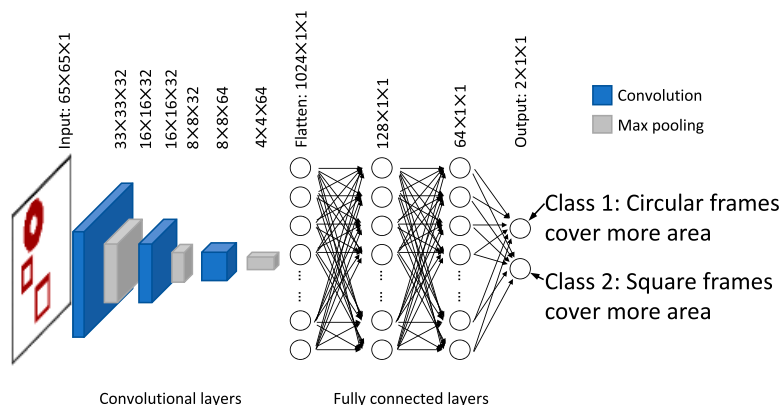 Input: 65×65×1
33×33×32
16×16×32
16×16×32
8×8×32
8×8×64
4×4×64
Flatten: 1024×1×1
128×1×1
64×1×1
Output: 2×1×1
Convolution
Max pooling
Class 1: Circular frames
cover more area
Class 2: Square frames
cover more area
Convolutional layers
Fully connected layers